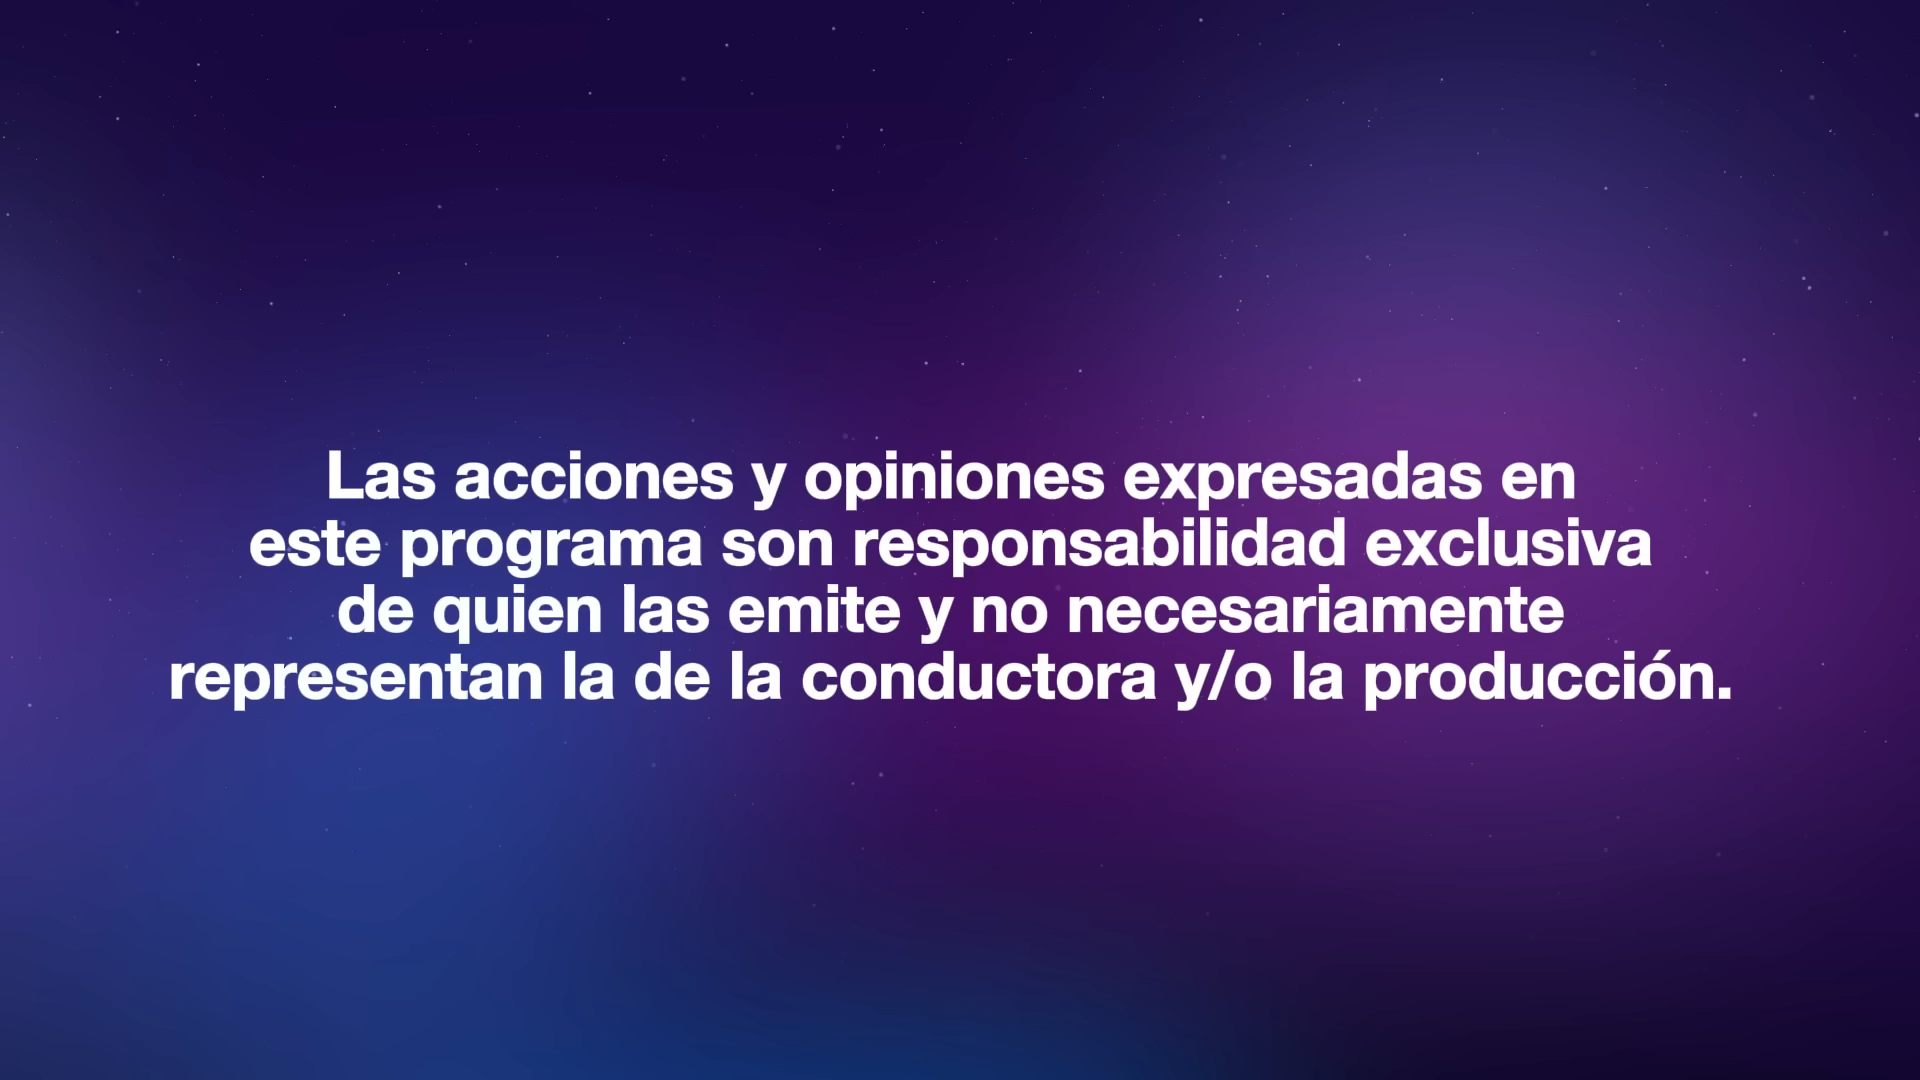 Las acciones y opiniones expresadas en
este programa son responsabilidad exclusiva
de quien las emite y no necesariamente
representan la de la conductora y/o la producción.